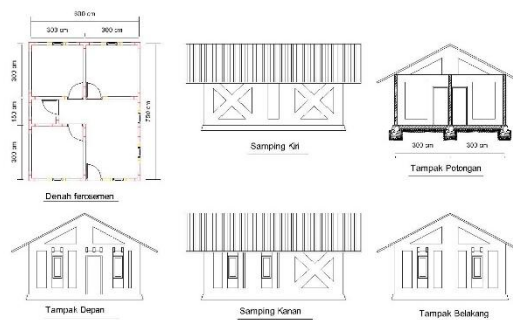 600 cm
300 cm
300 cm
300 cm
150 cm
300 cm
750 cm
Denah ferosemen
Samping Kiri
300 cm
300 cm
Tampak Potongan
Tampak Depan
Samping Kanan
Tampak Belakang